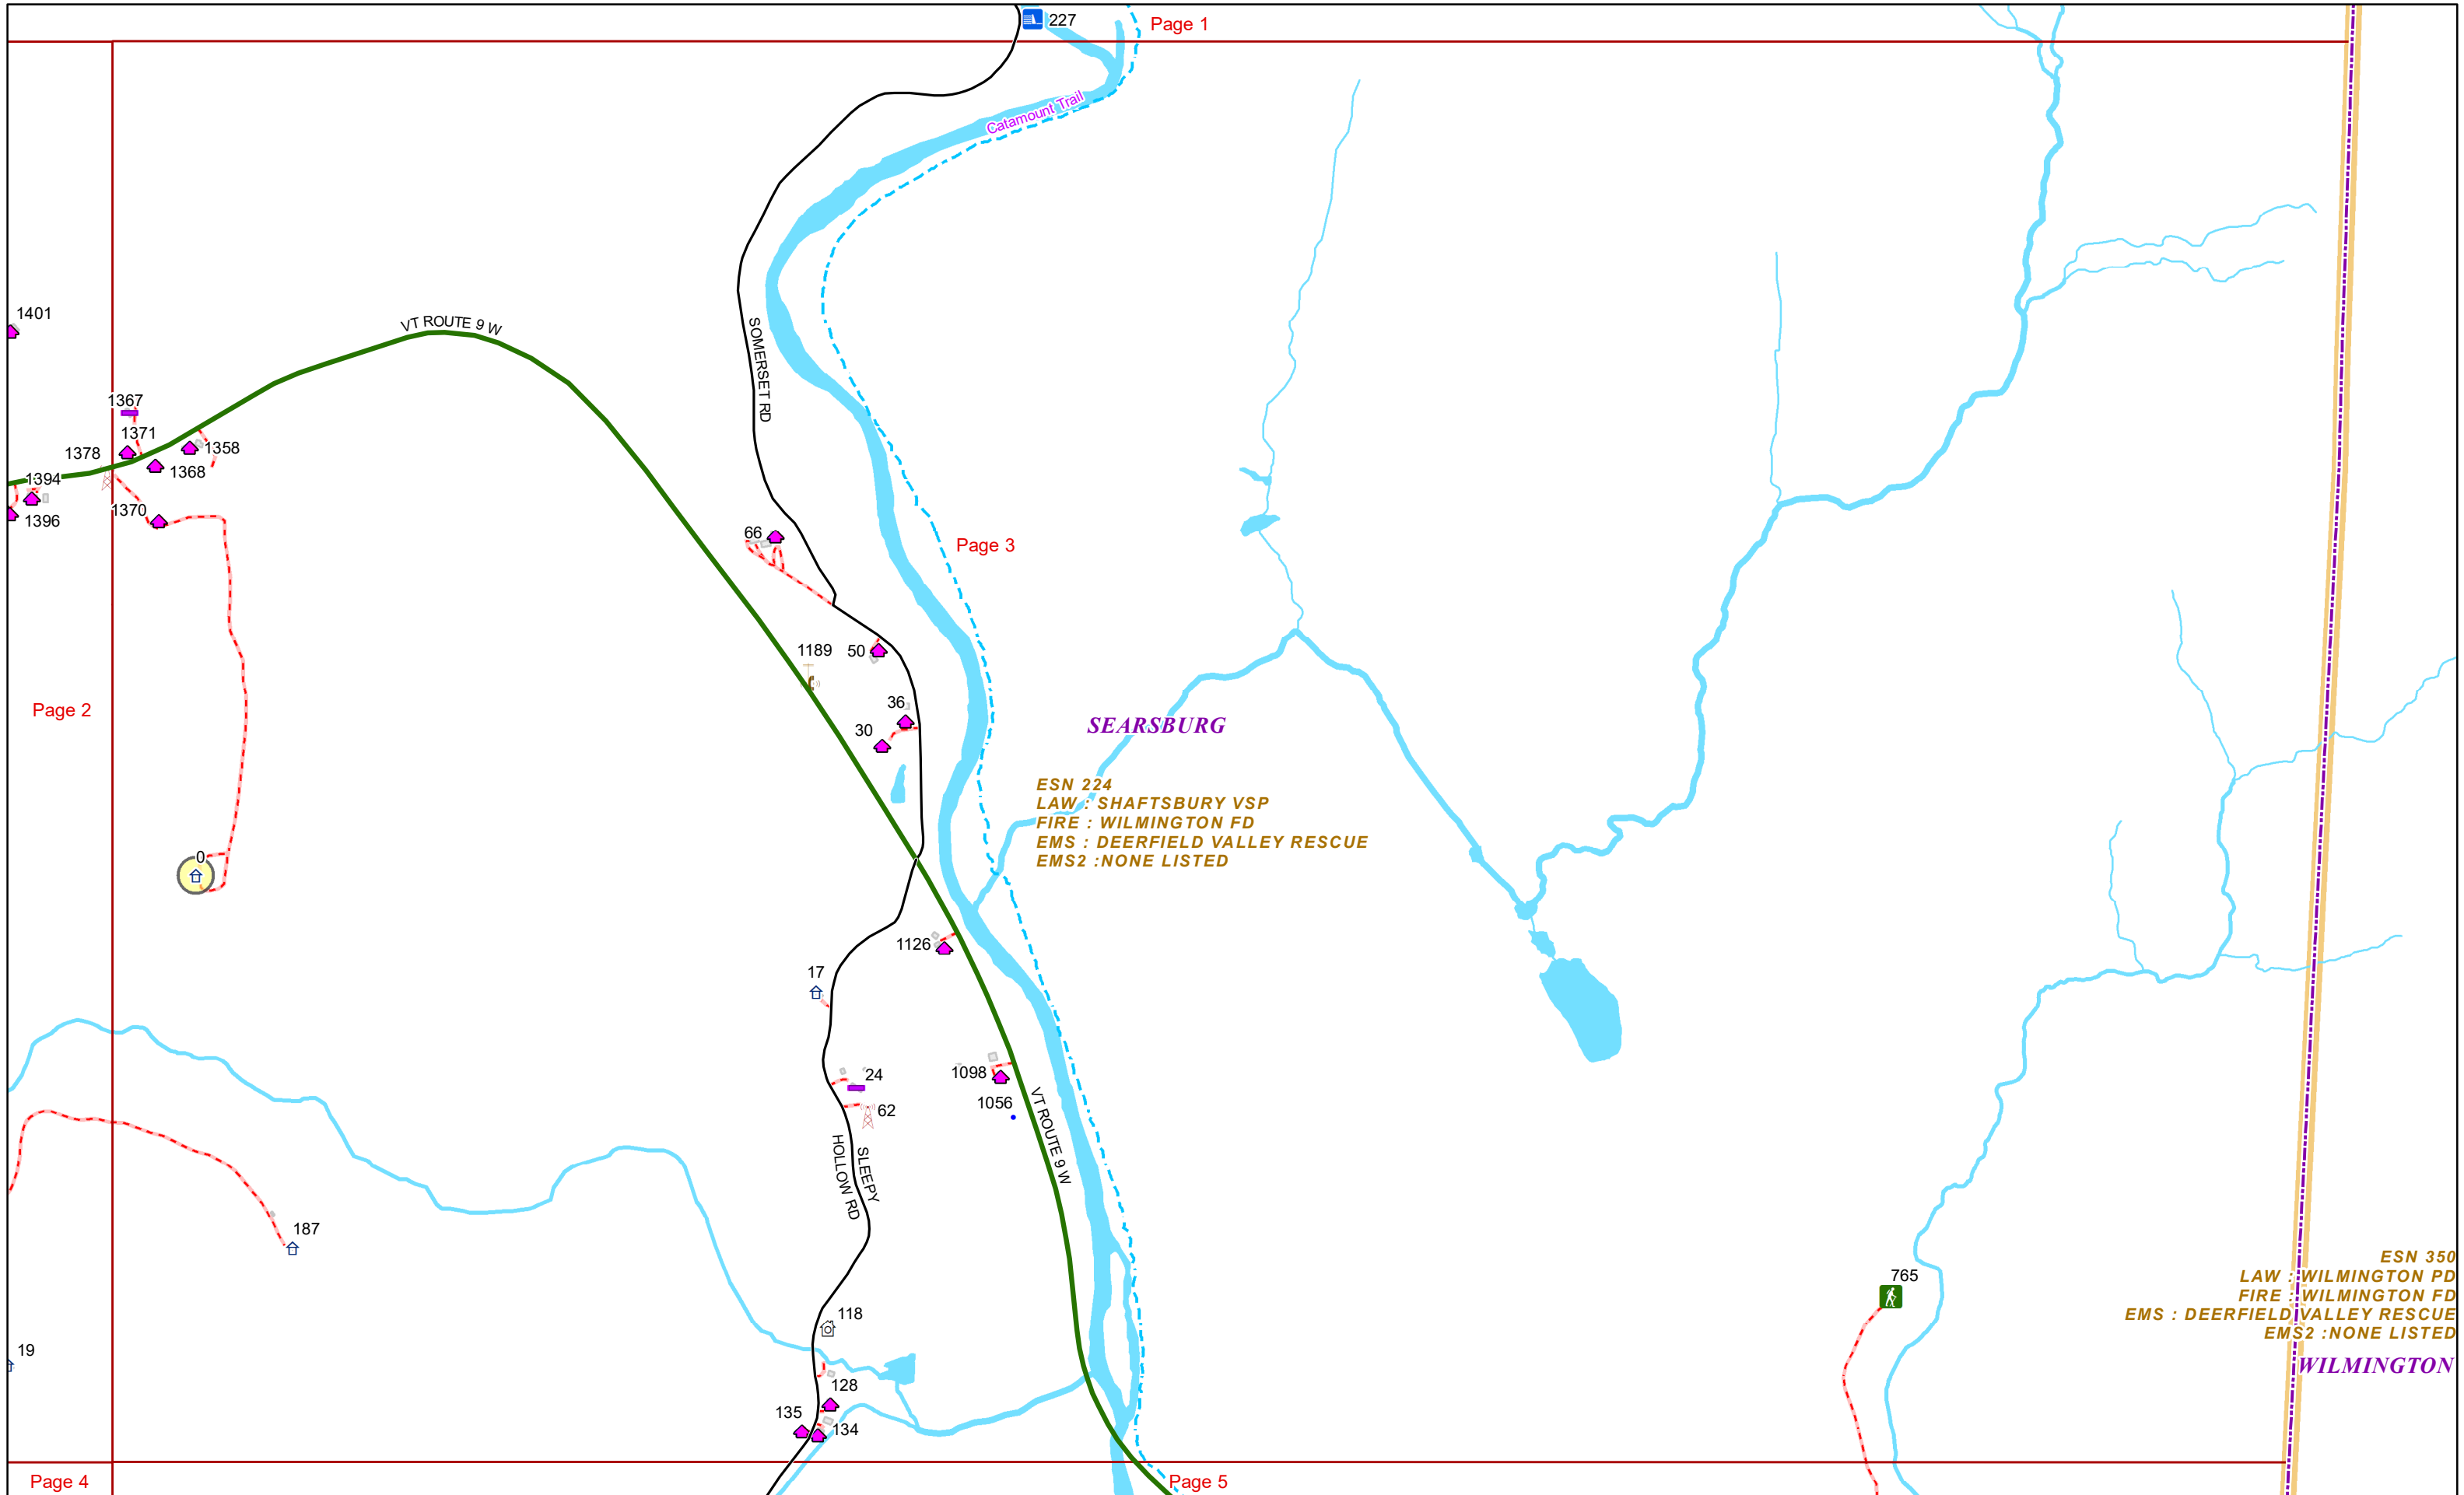 227
Page 1
Catamount Trail
1401
VT ROUTE 9 W
SOMERSET RD
1367
1371
1358
1378
1368
1394
1370
1396
66
Page 3
1189
50
36
30
Page 2
SEARSBURG
ESN 224
LAW : SHAFTSBURY VSP
FIRE : WILMINGTON FD
EMS : DEERFIELD VALLEY RESCUE
EMS2 :NONE LISTED
0
1126
17
24
1098
62
1056
VT ROUTE 9 W
SLEEPY
HOLLOW RD
187
ESN 350
LAW : WILMINGTON PD
FIRE : WILMINGTON FD
EMS : DEERFIELD VALLEY RESCUE
EMS2 :NONE LISTED
765
118
19
WILMINGTON
128
135
134
Page 4
Page 5